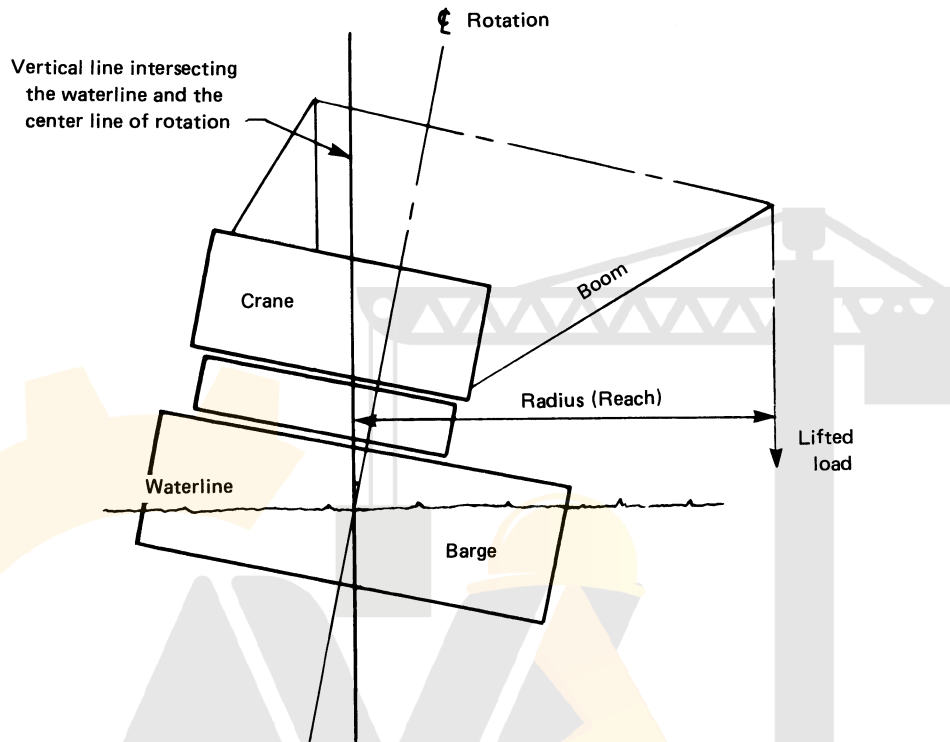 ℄ Rotation
Vertical line intersecting
the waterline and the
center line of rotation
Crane
Boom
Radius (Reach)
Lifted
load
Waterline
Barge